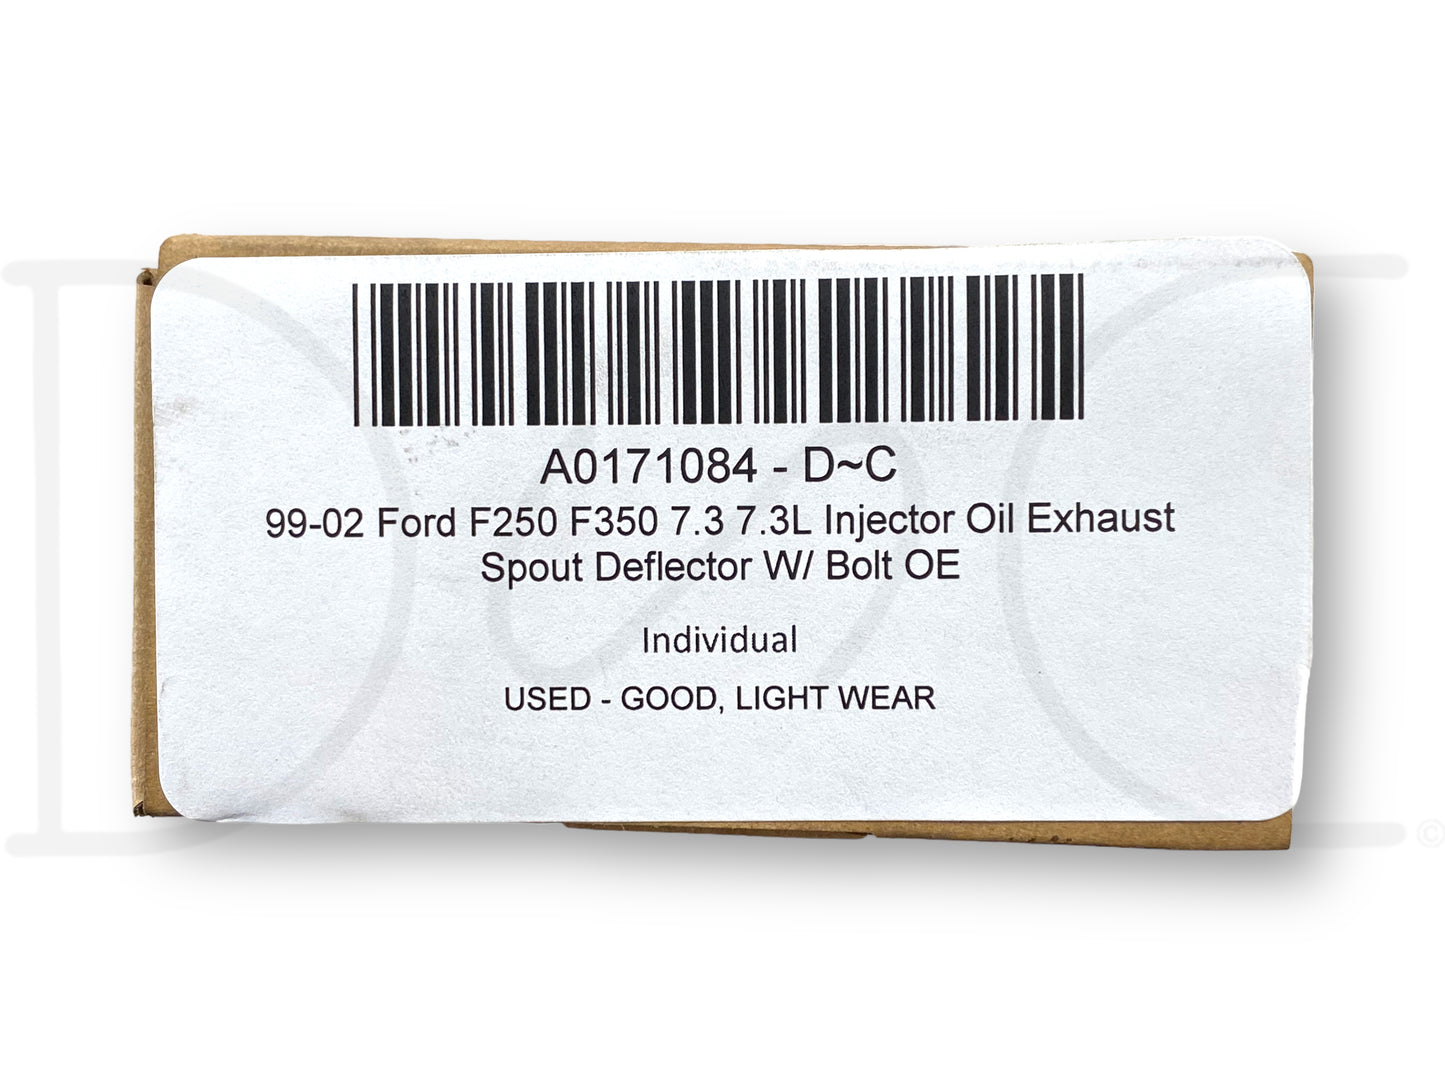 A0171084 - D~C
99-02 Ford F250 F350 7.3 7.3L Injector Oil Exhaust
Spout Deflector W/ Bolt OE
Individual
USED - GOOD, LIGHT WEAR